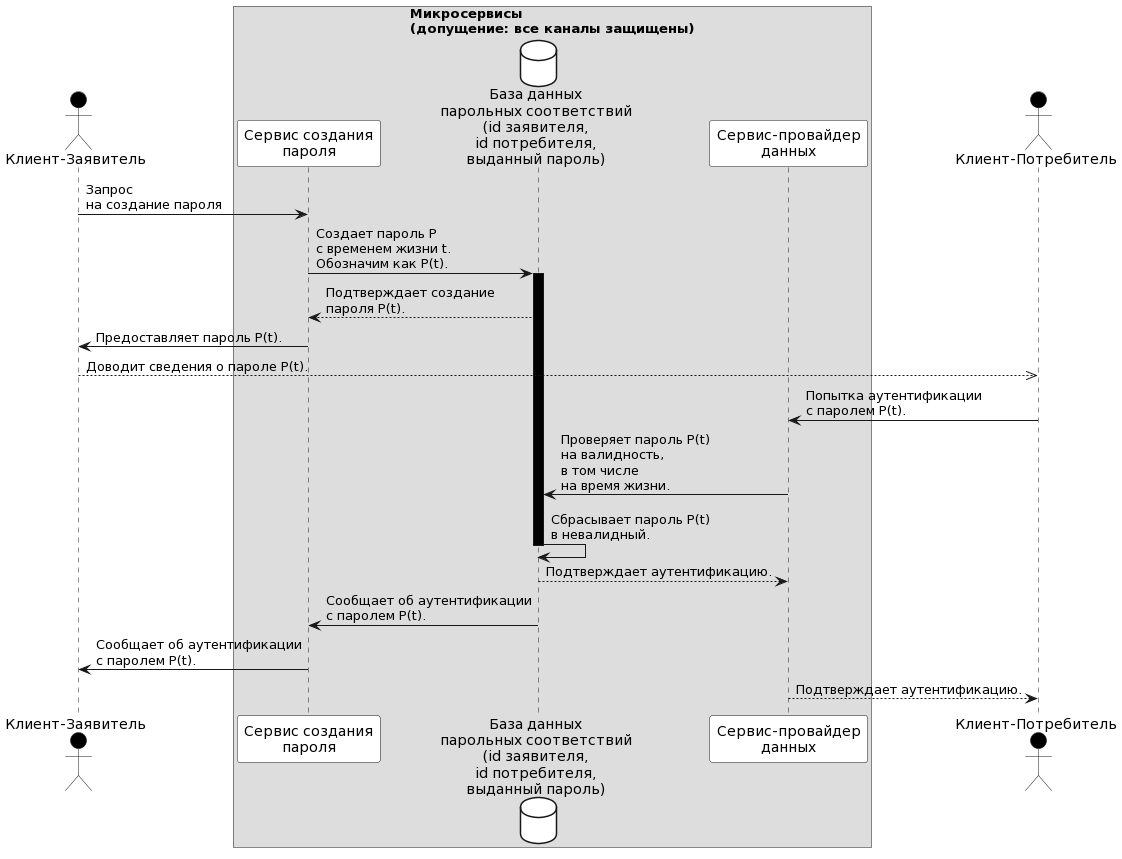 Микросервисы
(допущение: все каналы защищены)
Клиент-Заявитель
Сервис создания
пароля
База данных
парольных соответствий
(id заявителя,
id потребителя,
выданный пароль)
Сервис-провайдер
данных
Клиент-Потребитель
Запрос
на создание пароля
Создает пароль P
с временем жизни t.
Обозначим как P(t).
Подтверждает создание
пароля P(t).
Предоставляет пароль P(t).
Доводит сведения о пароле P(t).
Попытка аутентификации
с паролем P(t).
Проверяет пароль P(t)
на валидность,
в том числе
на время жизни.
Сбрасывает пароль P(t)
в невалидный.
Подтверждает аутентификацию.
Сообщает об аутентификации
с паролем P(t).
Сообщает об аутентификации
с паролем P(t).
Подтверждает аутентификацию.
Клиент-Заявитель
Сервис создания
пароля
База данных
парольных соответствий
(id заявителя,
id потребителя,
выданный пароль)
Сервис-провайдер
данных
Клиент-Потребитель